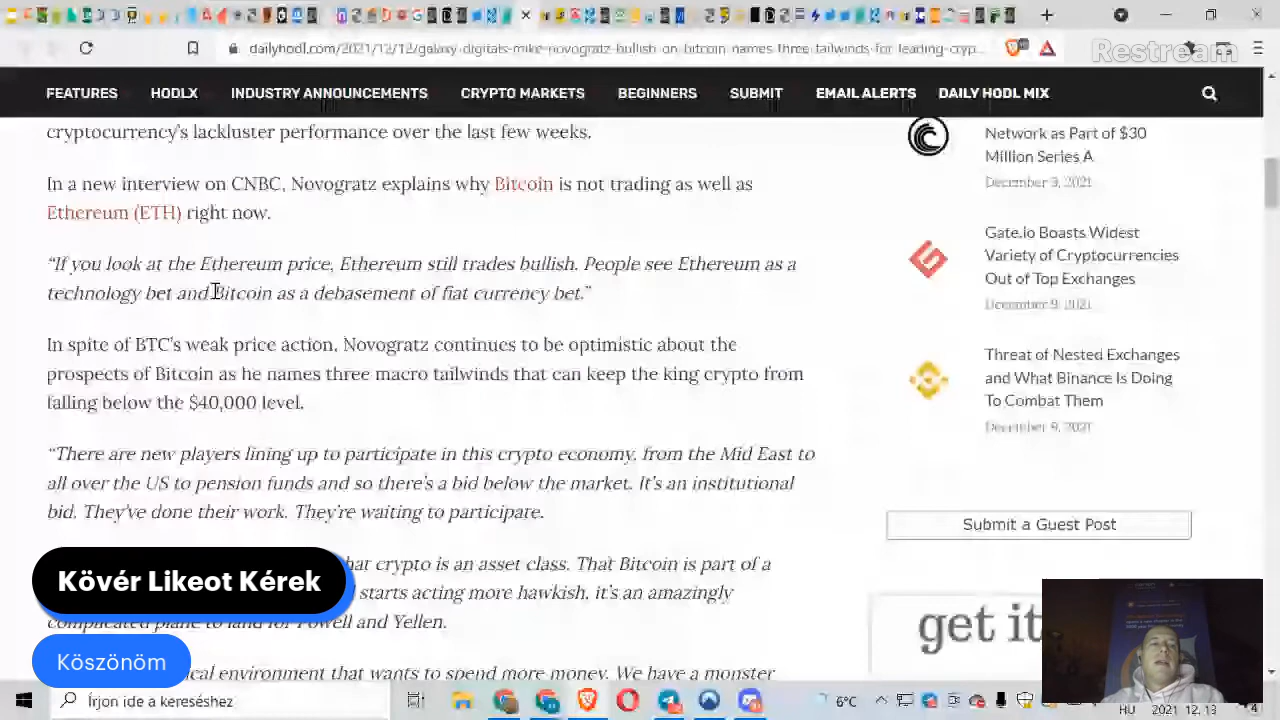 dailyhodl.com/2021/12/12/galaxy-digitals-mike-novogratz-bullish-on-bitcoin-names-three-tailwinds-for-leading-cryp...
Restream
FEATURES HODLX INDUSTRY ANNOUNCEMENTS CRYPTO MARKETS BEGINNERS SUBMIT EMAIL ALERTS DAILY HODL MIX
cryptocurrency's lackluster performance over the last few weeks.
In a new interview on CNBC, Novogratz explains why Bitcoin is not trading as well as
Ethereum (ETH) right now.
“If you look at the Ethereum price, Ethereum still trades bullish. People see Ethereum as a
technology bet and Bitcoin as a debasement of fiat currency bet.”
In spite of BTC's weak price action, Novogratz continues to be optimistic about the
prospects of Bitcoin as he names three macro tailwinds that can keep the king crypto from
falling below the $40,000 level.
“There are new players lining up to participate in this crypto economy, from the Mid East to
all over the US to pension funds and so there's a bid below the market. It's an institutional
bid. They've done their work. They're waiting to participate.
hat crypto is an asset class. That Bitcoin is part of a
starts acting more hawkish, it's an amazingly
complicated plane to land for Powell and Yellen.
ical environment that wants to spend more money. We have a monster
Network as Part of $30
Million Series A
December 9, 2021
Gate.io Boasts Widest
Variety of Cryptocurrencies
Out of Top Exchanges
December 9, 2021
Threat of Nested Exchanges
and What Binance Is Doing
To Combat Them
December 9, 2021
Submit a Guest Post
get it
Kövér Likeot Kérek
Köszönöm
Írjon ide a kereséshez
6°C
HU 2021. 12. 13.